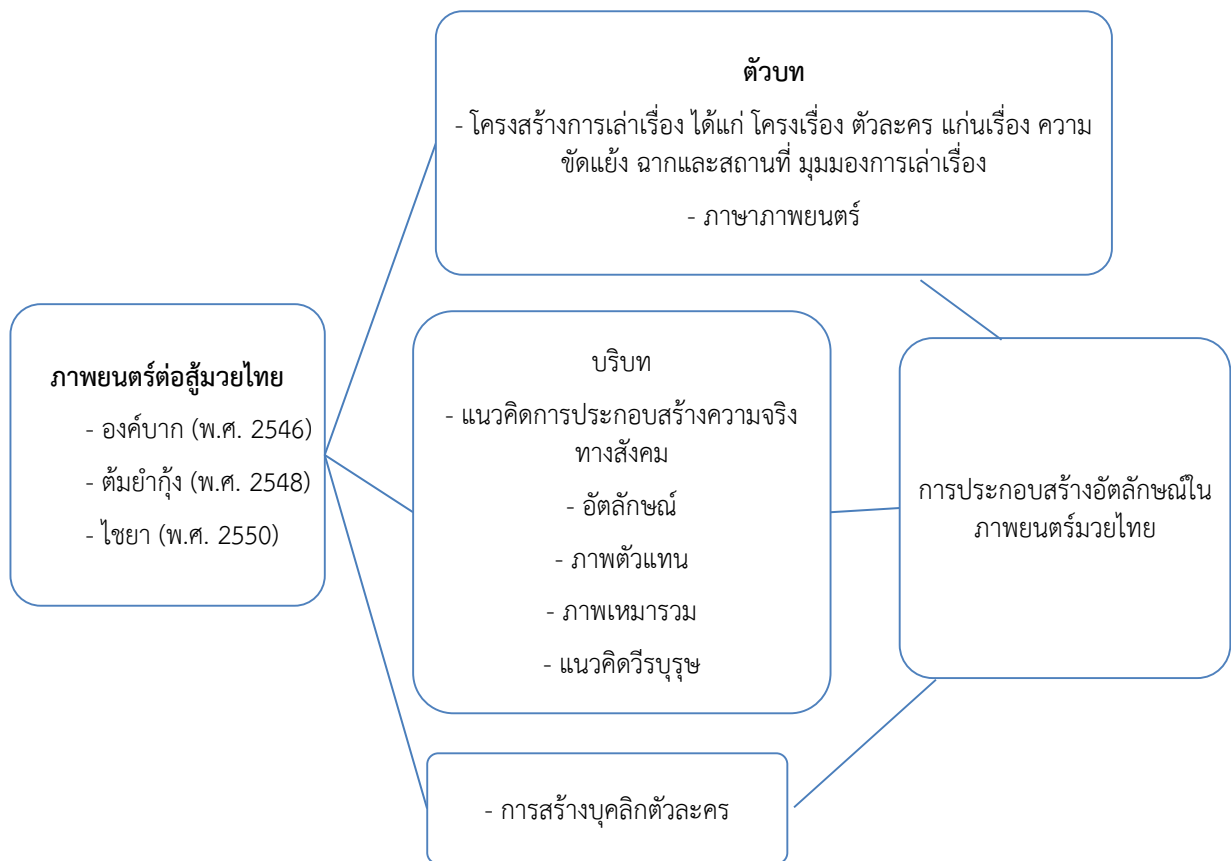 ภาพยนตร์ต่อสู้มวยไทย
- องค์บาก (พ.ศ. 2546)
- ต้มยำกุ้ง (พ.ศ. 2548)
- ไชยา (พ.ศ. 2550)
ตัวบท
- โครงสร้างการเล่าเรื่อง ได้แก่ โครงเรื่อง ตัวละคร แก่นเรื่อง ความ
ขัดแย้ง ฉากและสถานที่ มุมมองการเล่าเรื่อง
- ภาษาภาพยนตร์
บริบท
- แนวคิดการประกอบสร้างความจริง
ทางสังคม
- อัตลักษณ์
- ภาพตัวแทน
- ภาพเหมารวม
- แนวคิดวีรบุรุษ
- การสร้างบุคลิกตัวละคร
การประกอบสร้างอัตลักษณ์ใน
ภาพยนตร์มวยไทย